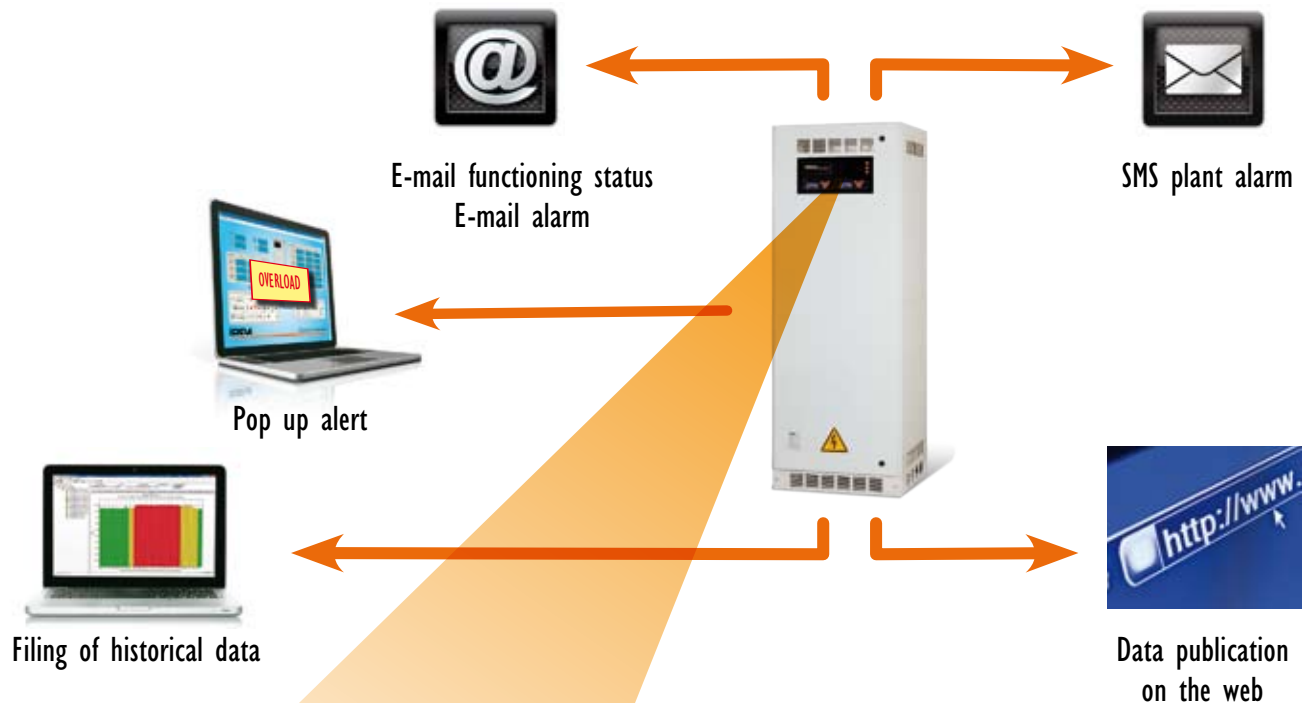 E-mail functioning status
E-mail alarm
SMS plant alarm
OVERLOAD
Pop up alert
Filing of historical data
http://www.
Data publication
on the web